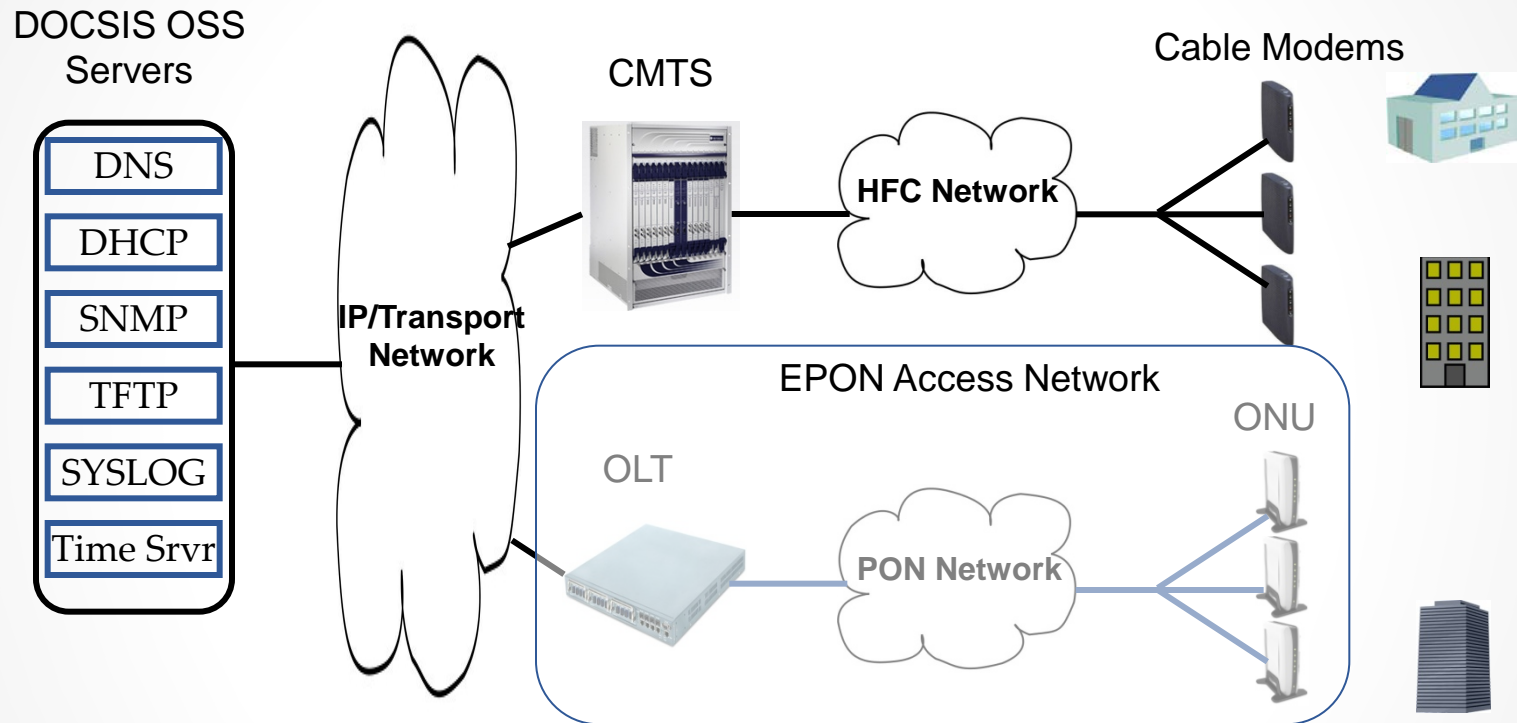 DOCSIS OSS
Servers
DNS
DHCP
SNMP
TFTP
SYSLOG
Time Srvr
IP/Transport
Network
CMTS
HFC Network
Cable Modems
EPON Access Network
OLT
PON Network
ONU